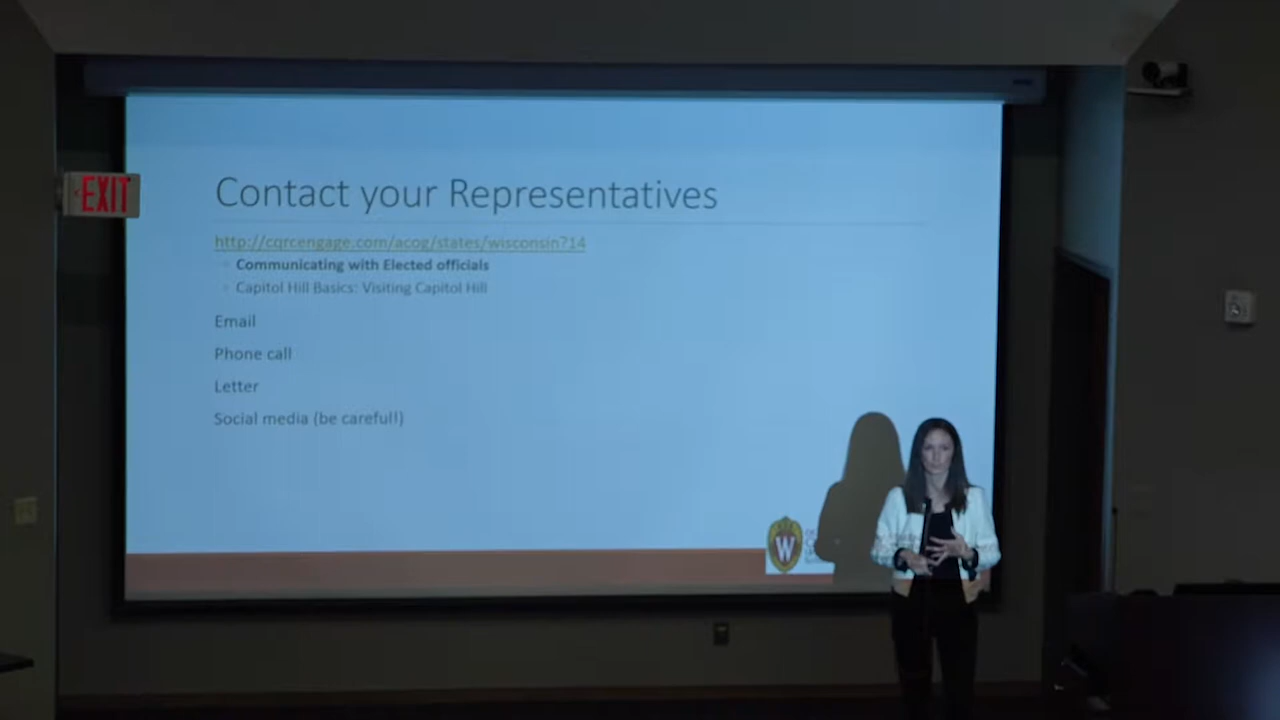 Contact your Representatives
EXIT
http://cqrcengage.com/acog/states/wisconsin?14
Communicating with Elected officials
Capitol Hill Basics: Visiting Capitol Hill
Email
Phone call
Letter
Social media (be careful!)
W